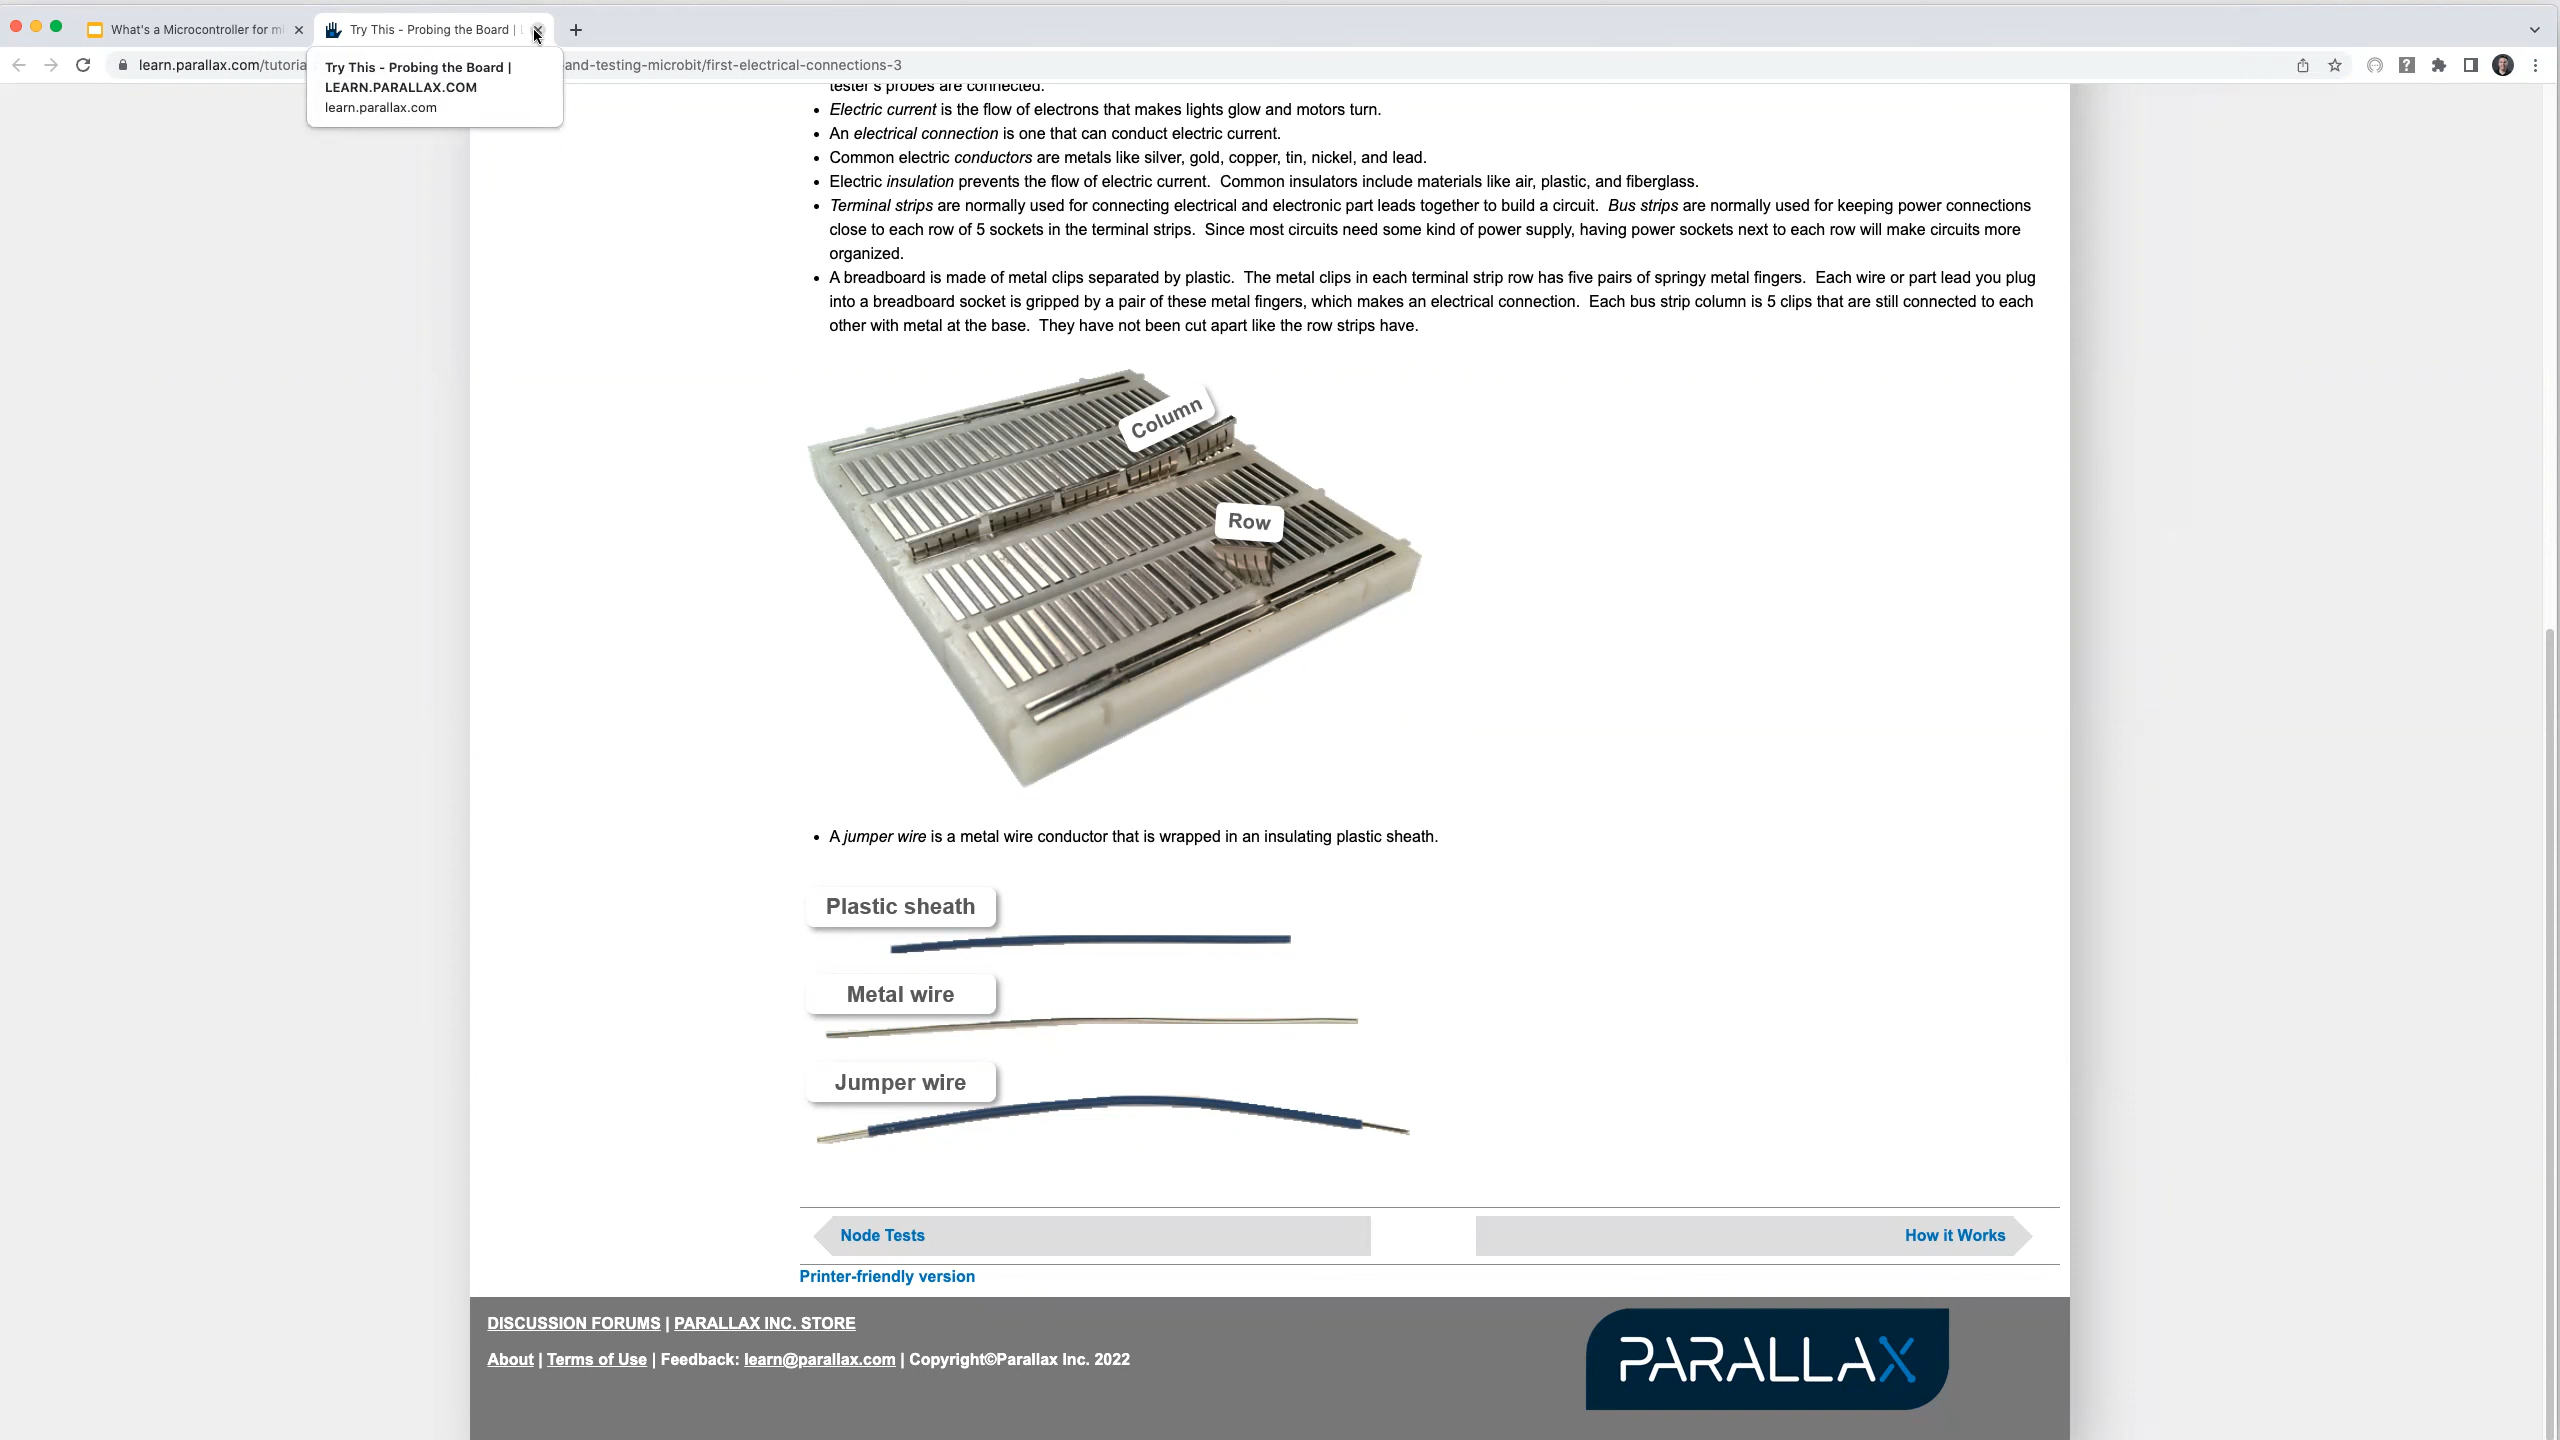 What's a Microcontroller for mi
Try This - Probing the Board |
learn.parallax.com/tutoria
and-testing-microbit/first-electrical-connections-3
Try This - Probing the Board |
LEARN.PARALLAX.COM
learn.parallax.com
tester's probes are connected.
• Electric current is the flow of electrons that makes lights glow and motors turn.
• An electrical connection is one that can conduct electric current.
• Common electric conductors are metals like silver, gold, copper, tin, nickel, and lead.
• Electric insulation prevents the flow of electric current.  Common insulators include materials like air, plastic, and fiberglass.
• Terminal strips are normally used for connecting electrical and electronic part leads together to build a circuit.  Bus strips are normally used for keeping power connections
close to each row of 5 sockets in the terminal strips.  Since most circuits need some kind of power supply, having power sockets next to each row will make circuits more
organized.
• A breadboard is made of metal clips separated by plastic.  The metal clips in each terminal strip row has five pairs of springy metal fingers.  Each wire or part lead you plug
into a breadboard socket is gripped by a pair of these metal fingers, which makes an electrical connection.  Each bus strip column is 5 clips that are still connected to each
other with metal at the base.  They have not been cut apart like the row strips have.
Column
Row
• A jumper wire is a metal wire conductor that is wrapped in an insulating plastic sheath.
Plastic sheath
Metal wire
Jumper wire
Node Tests
How it Works
Printer-friendly version
DISCUSSION FORUMS | PARALLAX INC. STORE
About | Terms of Use | Feedback: learn@parallax.com | Copyright©Parallax Inc. 2022
PARALLAX